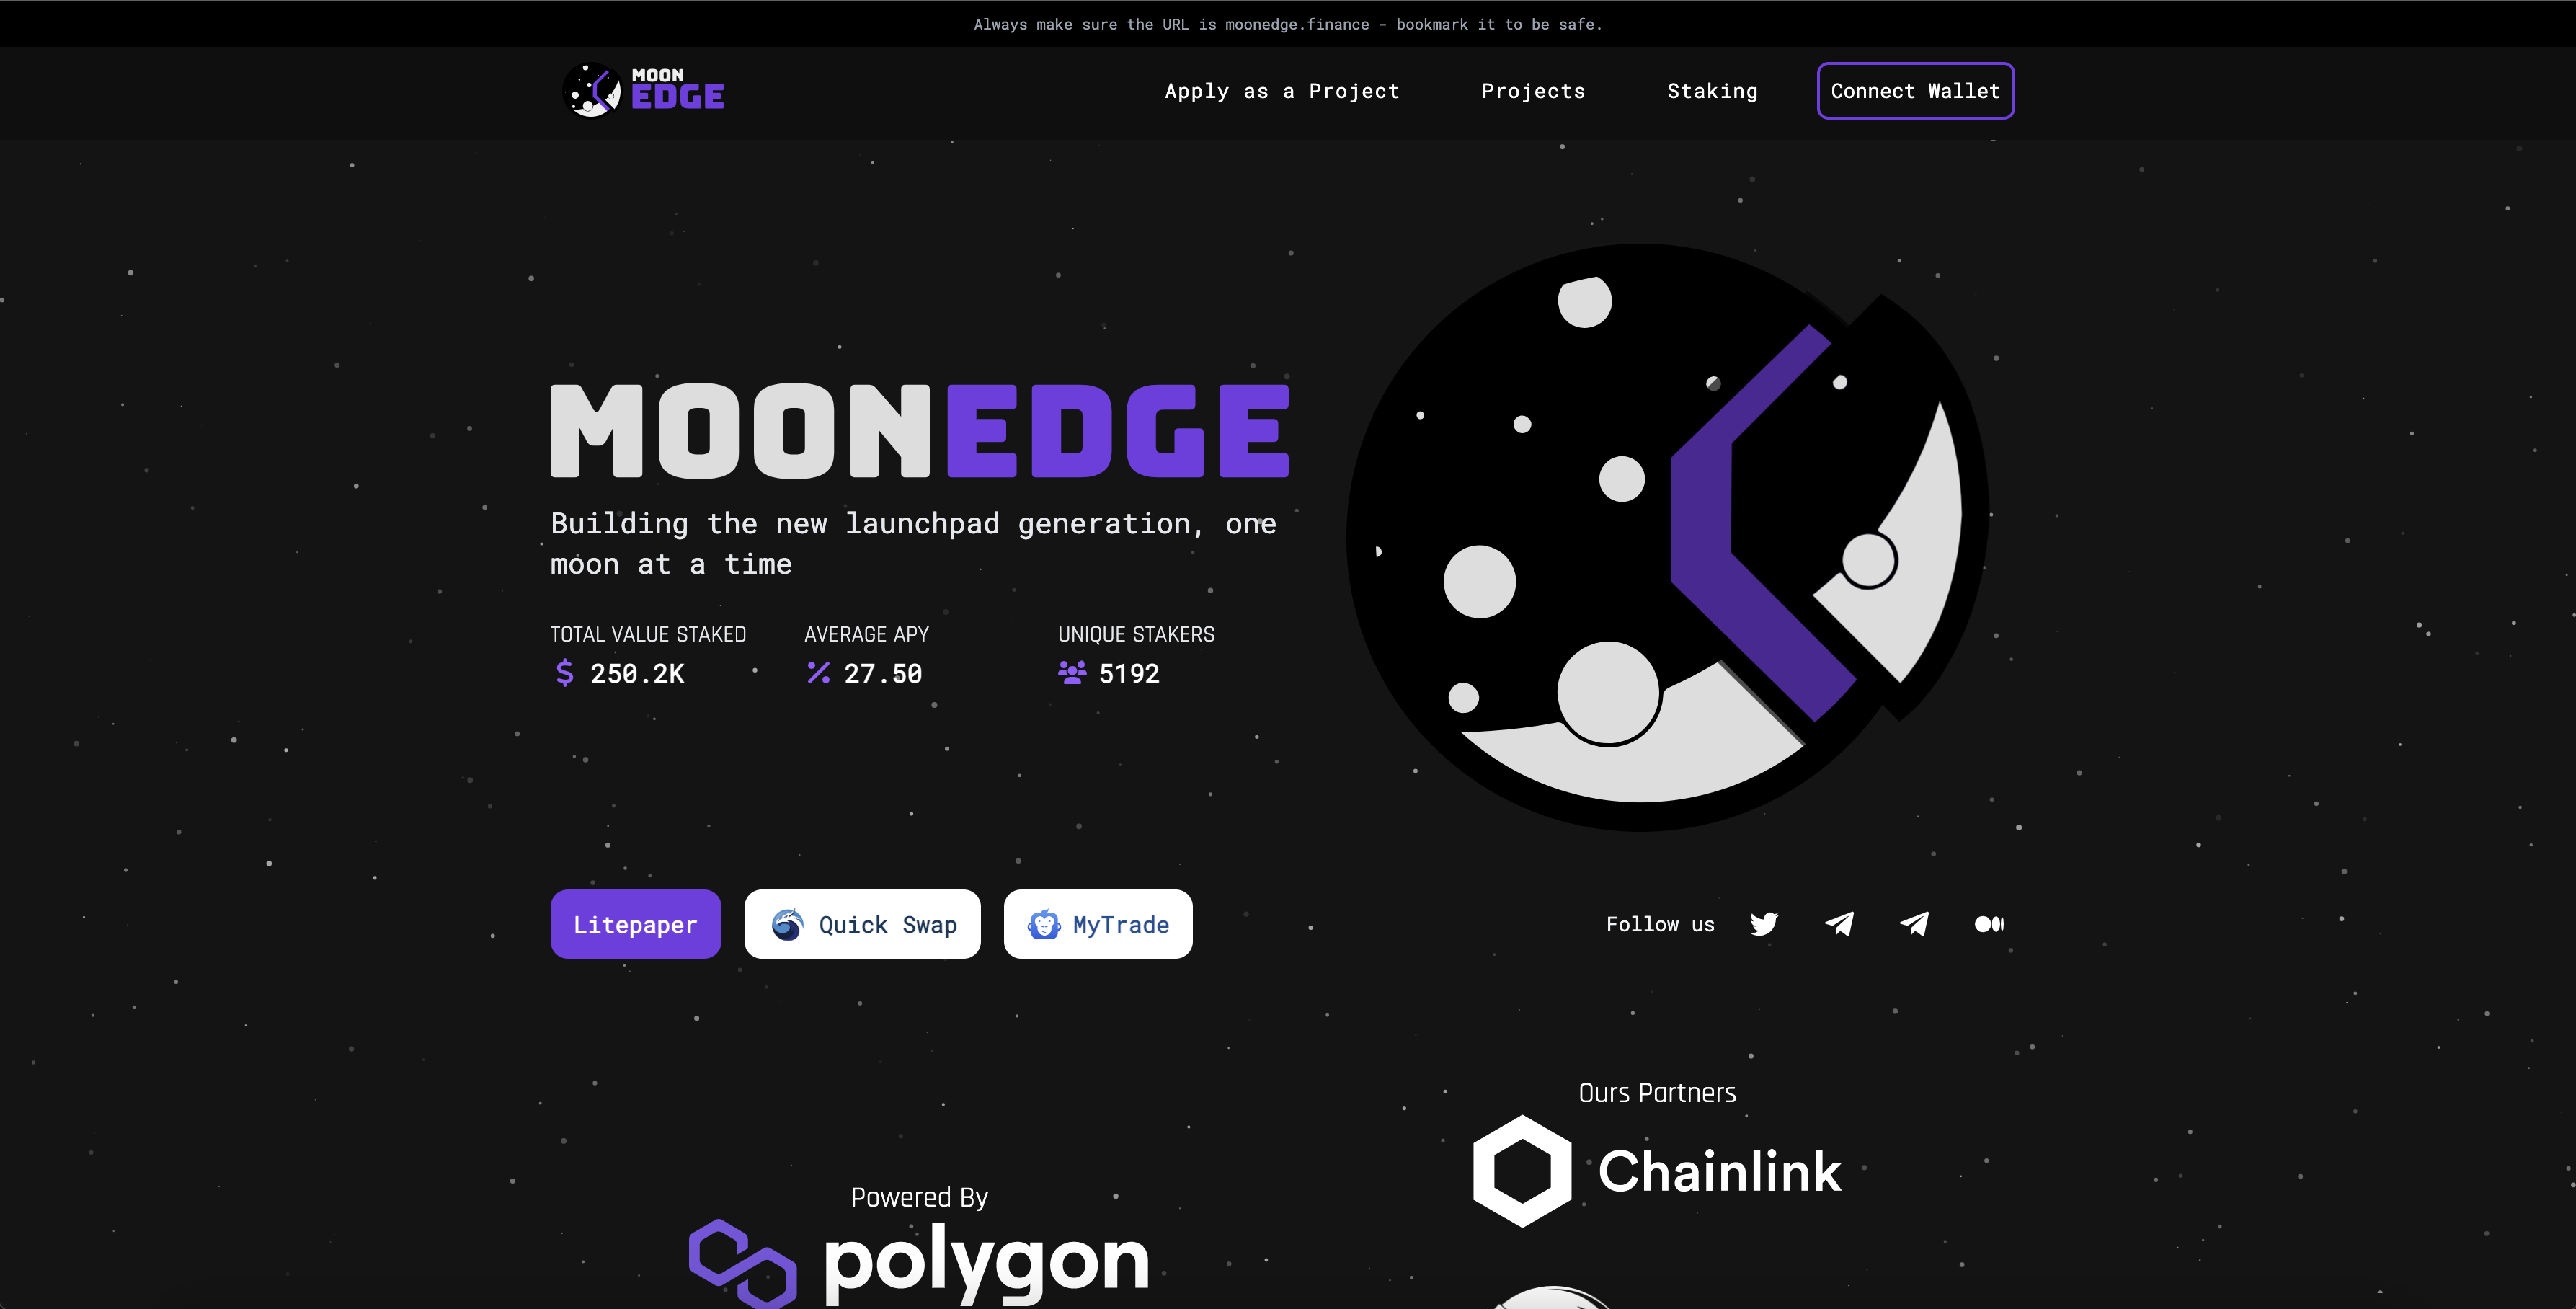 Always make sure the URL is moonedge.finance - bookmark it to be safe.
MOON
EDGE
Apply as a Project
Projects
Staking
Connect Wallet
MOONEDGE
Building the new launchpad generation, one
moon at a time
TOTAL VALUE STAKED
AVERAGE APY
UNIQUE STAKERS
$ 250.2K
% 27.50
5192
Litepaper
Quick Swap
MyTrade
Follow us
Ours Partners
Chainlink
Powered By
polygon